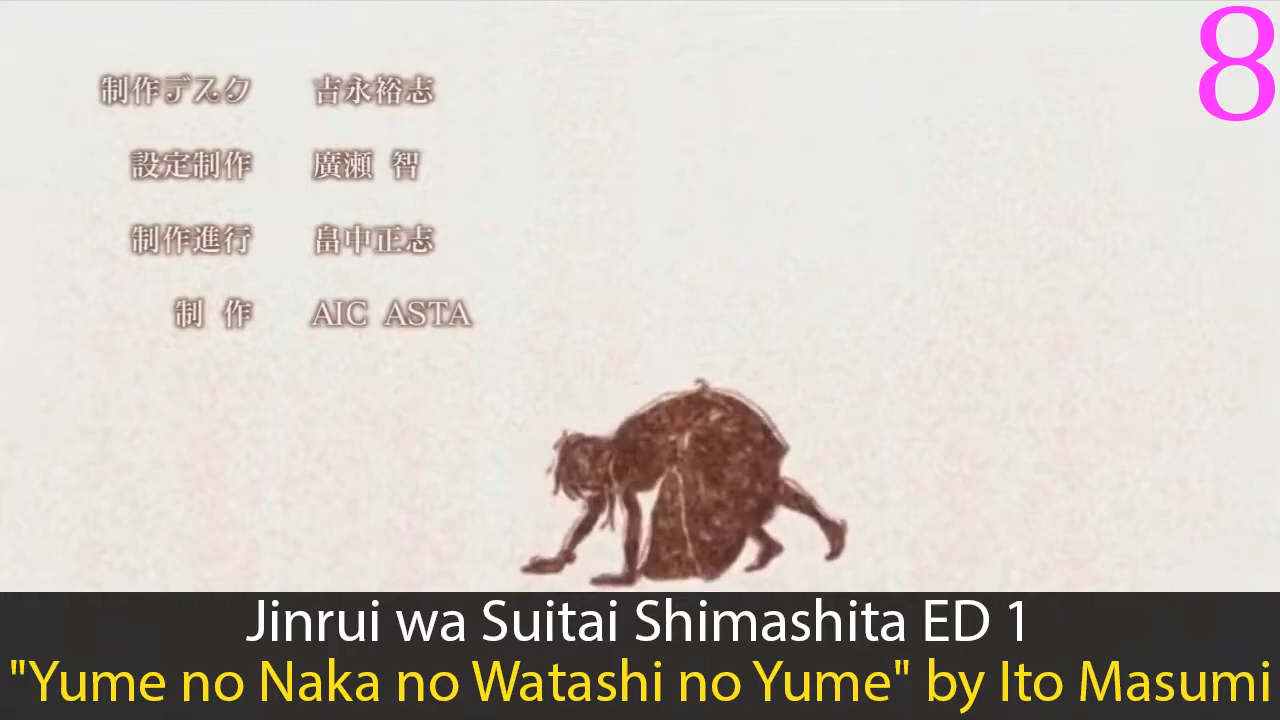 8
制作デスク 吉永裕志
設定制作 廣瀬 智
制作進行 畠中正志
制 作 AIC ASTA
Jinrui wa Suitai Shimashita ED 1
"Yume no Naka no Watashi no Yume" by Ito Masumi